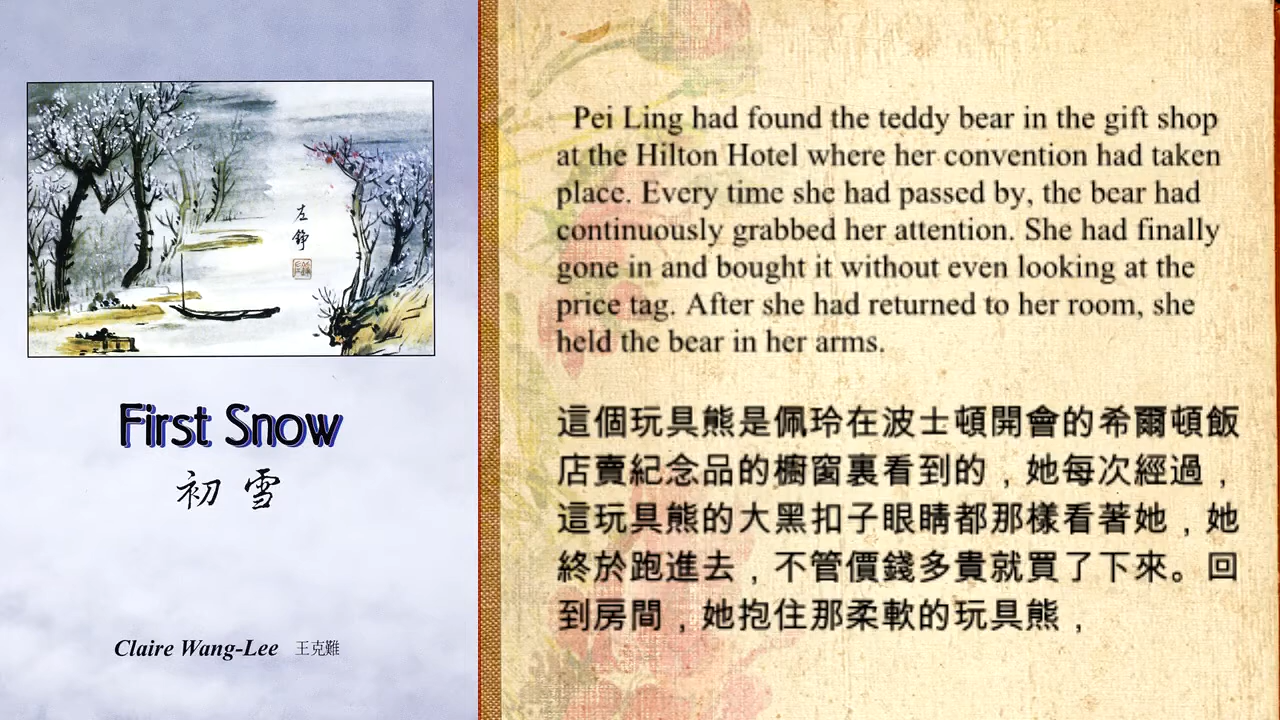 左
錚
First Snow
初雪
Claire Wang-Lee 王克難
Pei Ling had found the teddy bear in the gift shop
at the Hilton Hotel where her convention had taken
place. Every time she had passed by, the bear had
continuously grabbed her attention. She had finally
gone in and bought it without even looking at the
price tag. After she had returned to her room, she
held the bear in her arms.
這個玩具熊是佩玲在波士頓開會的希爾頓飯
店賣紀念品的櫥窗裏看到的，她每次經過，
這玩具熊的大黑扣子眼睛都那樣看著她，她
終於跑進去，不管價錢多貴就買了下來。回
到房間，她抱住那柔軟的玩具熊，